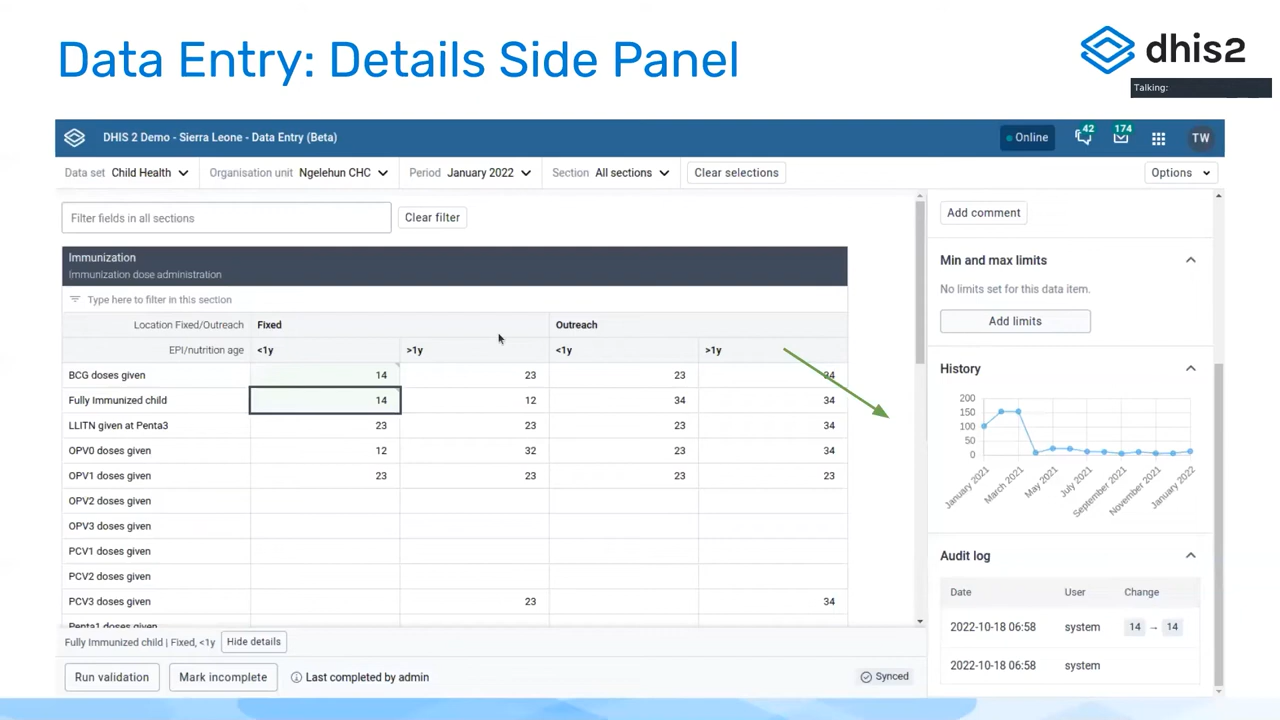 Data Entry: Details Side Panel
dhis2
Talking:
DHIS 2 Demo - Sierra Leone - Data Entry (Beta)
Online
42
174
TW
Data set Child Health
Organisation unit Ngelehun CHC
Period January 2022
Section All sections
Clear selections
Options
Filter fields in all sections
Clear filter
Immunization
Immunization dose administration
Type here to filter in this section
Location Fixed/Outreach Fixed Outreach
EPI/nutrition age <1y >1y <1y >1y
BCG doses given 14 23 23 34
Fully Immunized child 14 12 34 34
LLITN given at Penta3 23 23 23 34
OPV0 doses given 12 32 23 34
OPV1 doses given 23 23 23 23
OPV2 doses given
OPV3 doses given
PCV1 doses given
PCV2 doses given
PCV3 doses given 23 34
Penta1 doses given
Fully Immunized child | Fixed, <1y
Hide details
Run validation
Mark incomplete
Last completed by admin
Synced
Add comment
Min and max limits
No limits set for this data item.
Add limits
History
200
150
100
50
0
January 2021
March 2021
May 2021
July 2021
September 2021
November 2021
January 2022
Audit log
Date User Change
2022-10-18 06:58 system 14 → 14
2022-10-18 06:58 system